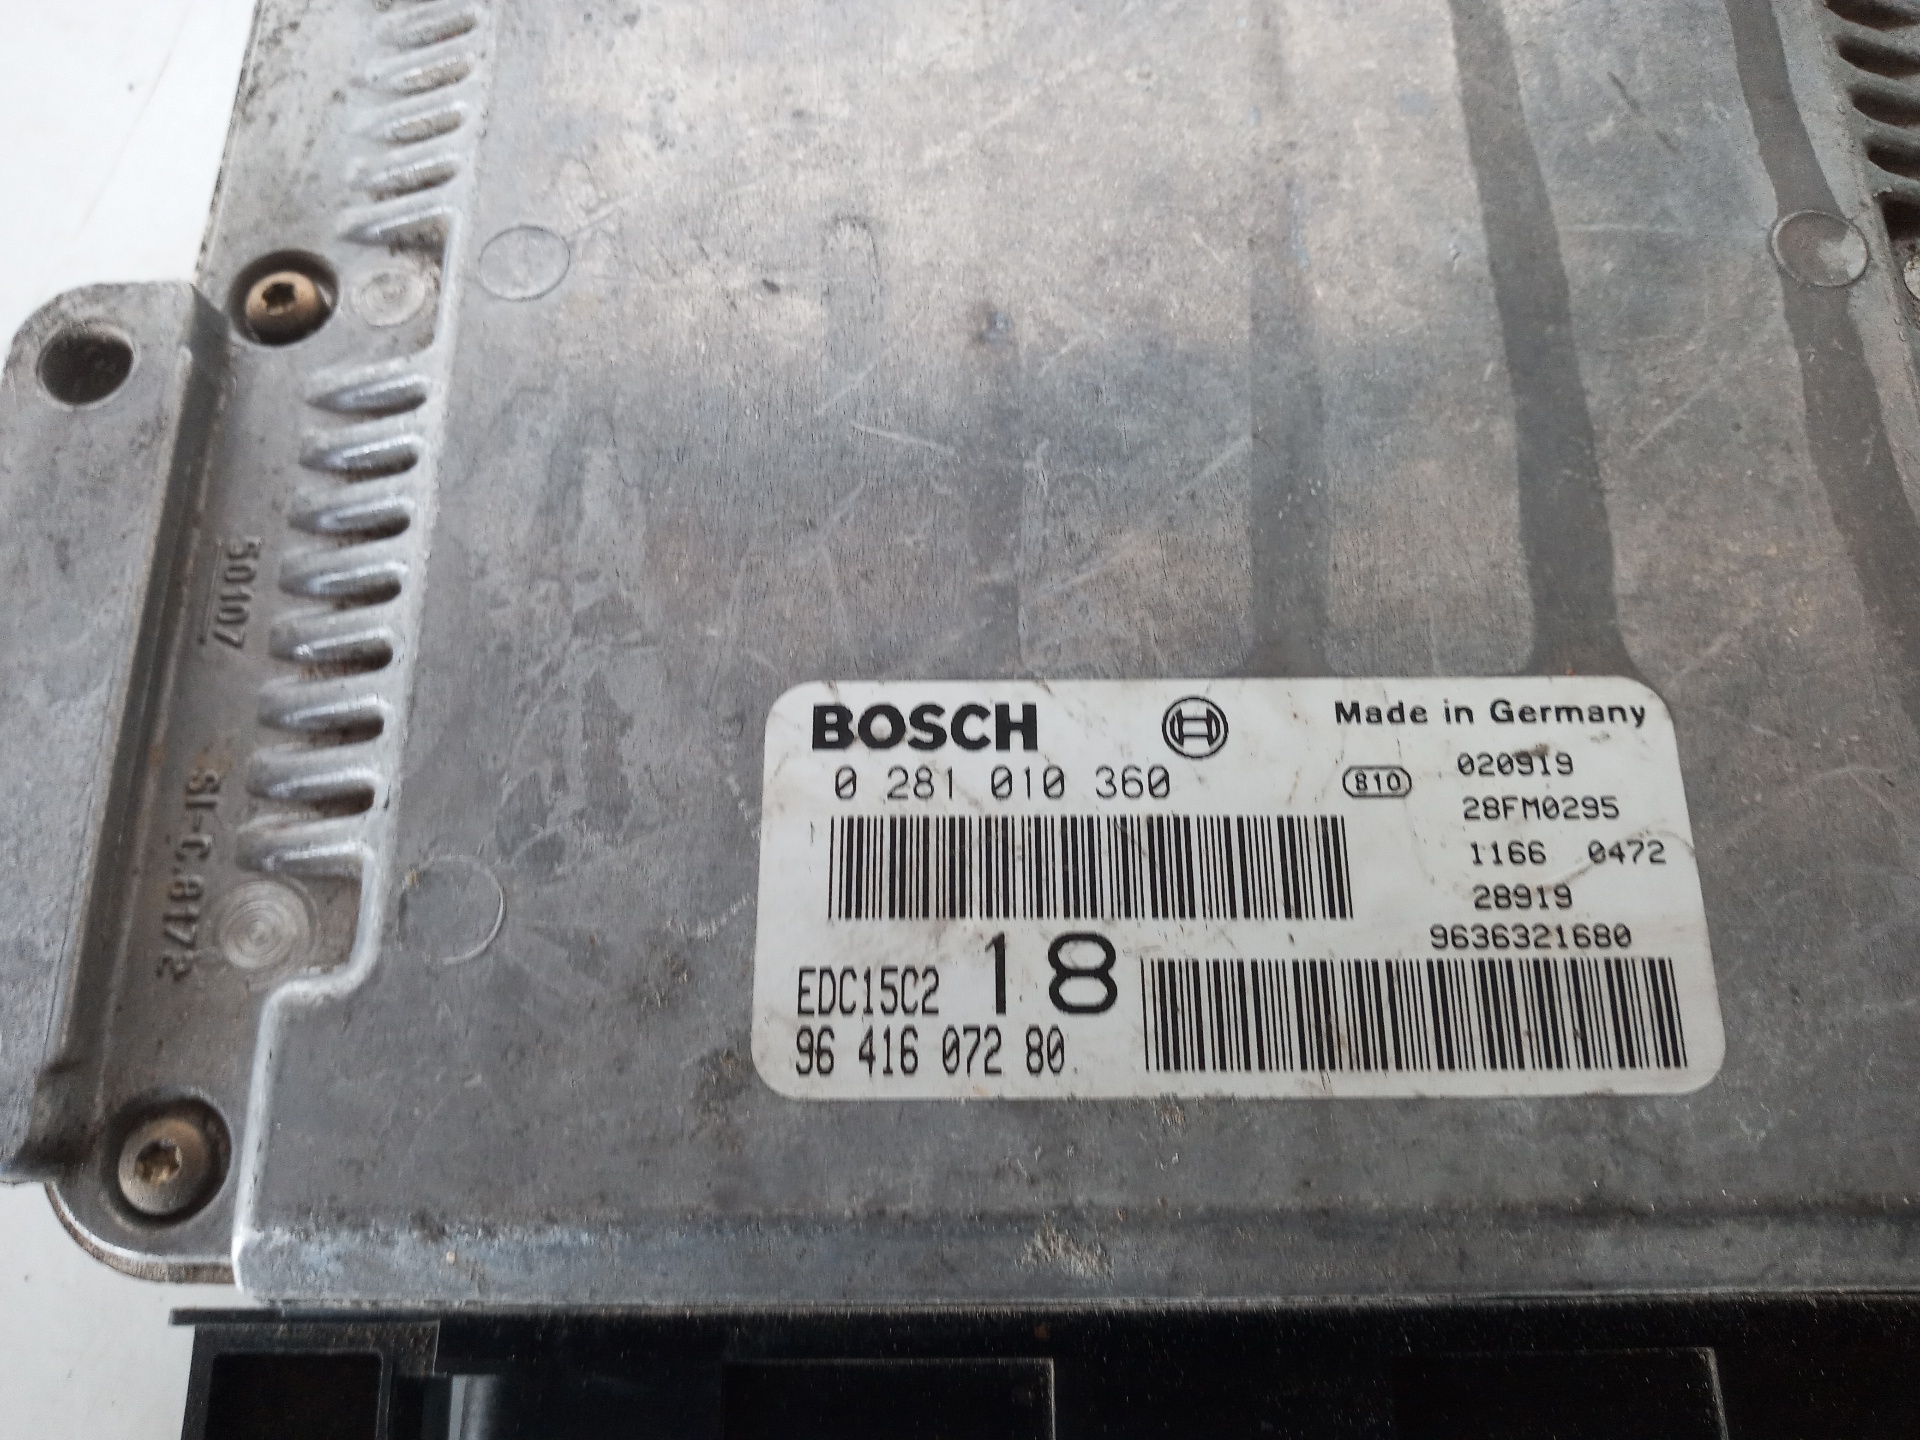 BOSCH
Made in Germany
0 281 010 360
810
020919
28FM0295
1166 0472
28919
9636321680
EDC15C2 18
96 416 072 80
50107
SI-C.8472